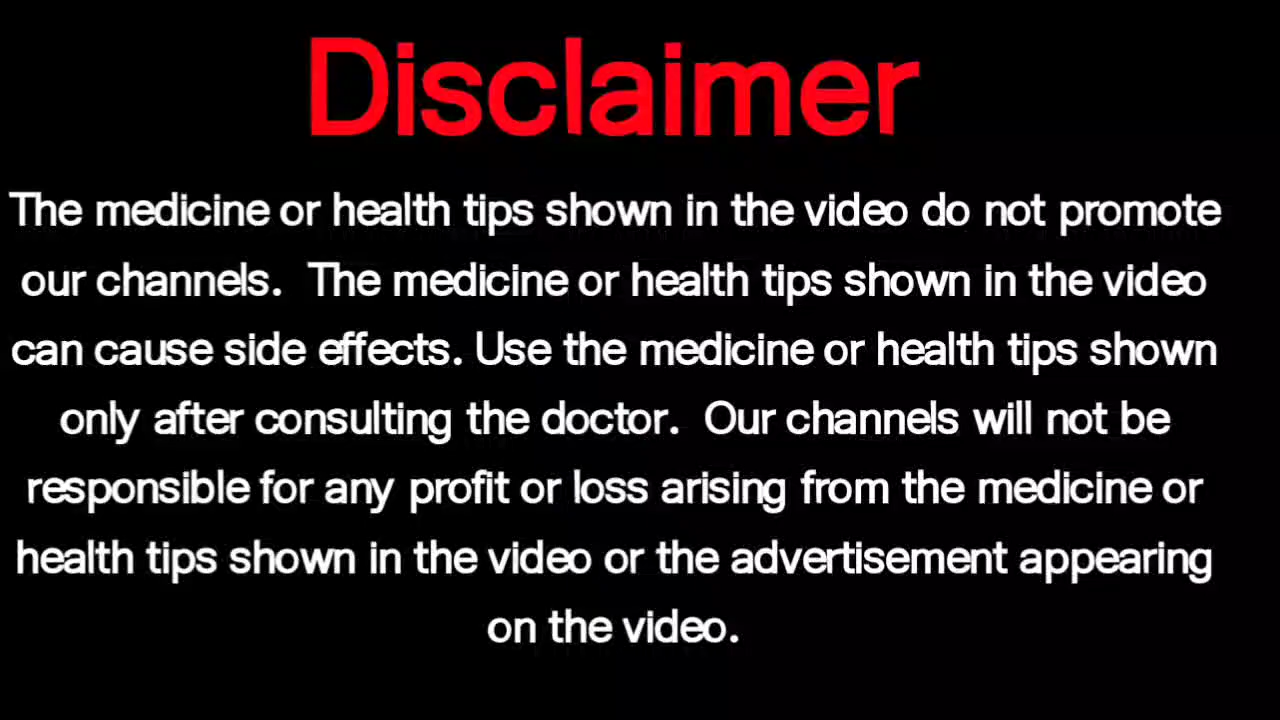 Disclaimer
The medicine or health tips shown in the video do not promote
our channels. The medicine or health tips shown in the video
can cause side effects. Use the medicine or health tips shown
only after consulting the doctor. Our channels will not be
responsible for any profit or loss arising from the medicine or
health tips shown in the video or the advertisement appearing
on the video.